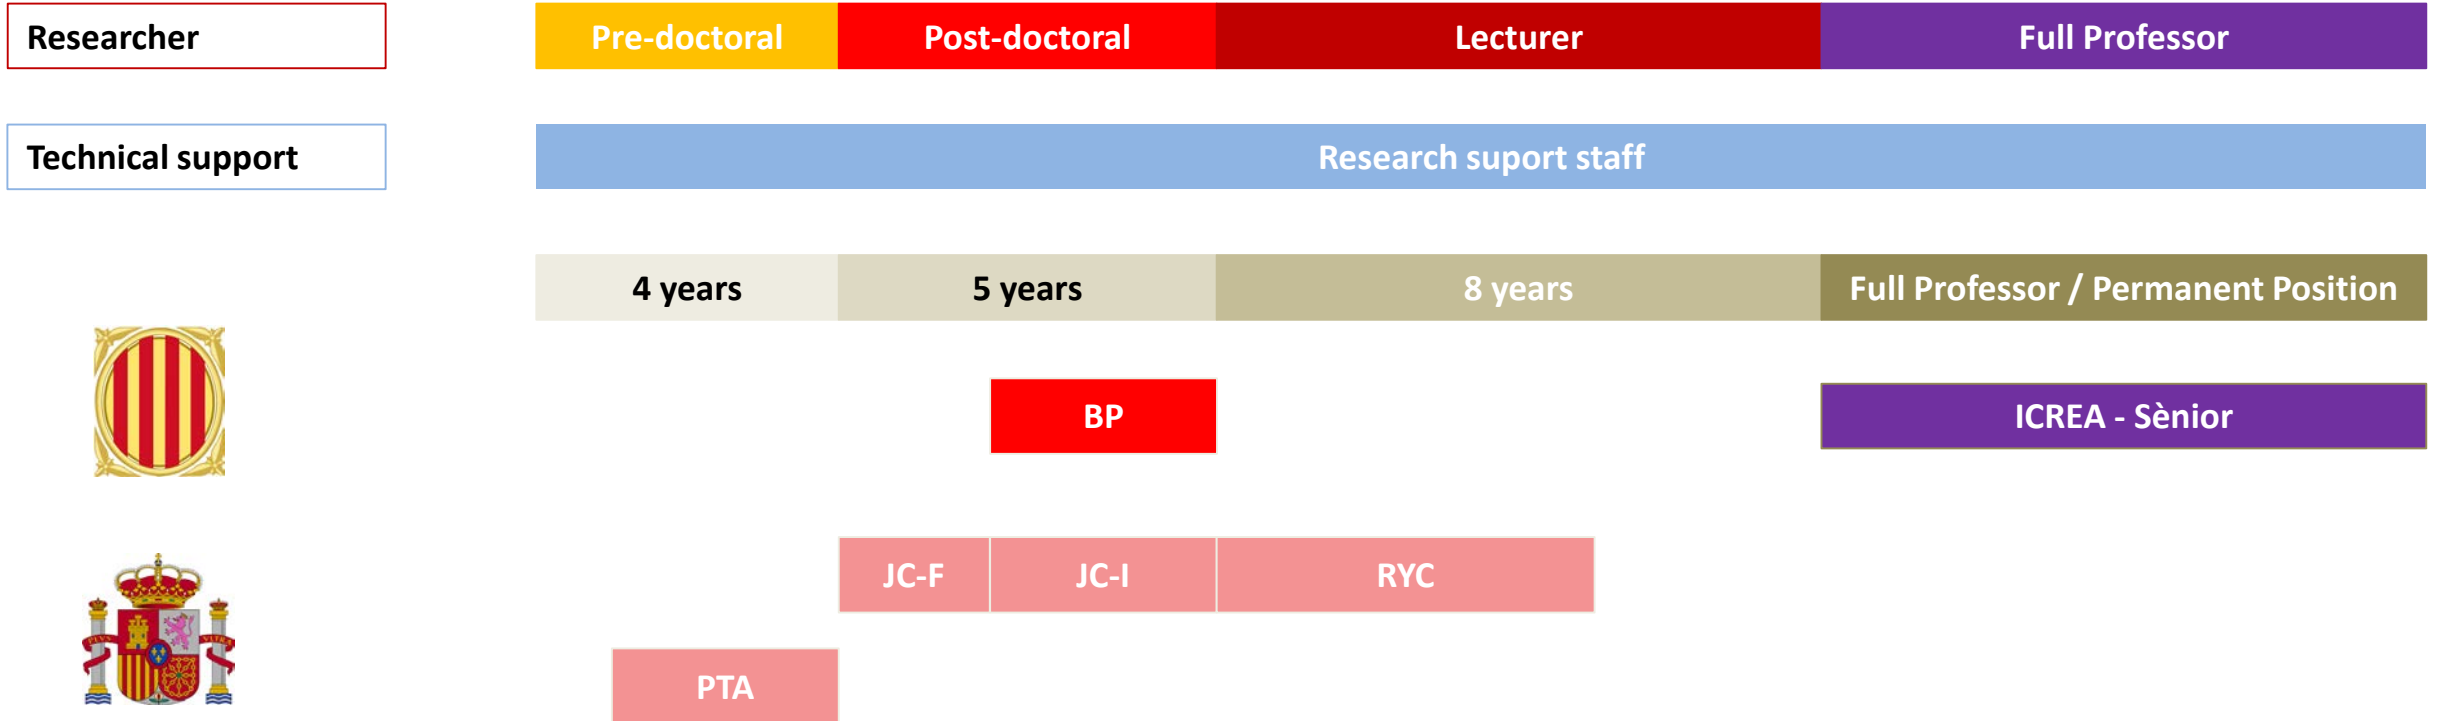 Researcher
Pre-doctoral
Post-doctoral
Lecturer
Full Professor
Technical support
Research suport staff
4 years
5 years
8 years
Full Professor / Permanent Position
BP
ICREA - Sènior
JC-F
JC-I
RYC
PTA